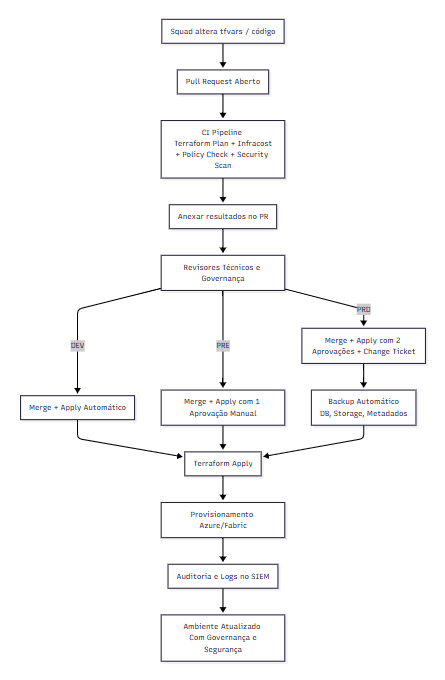 Squad altera tfvars / código
Pull Request Aberto
CI Pipeline
Terraform Plan + Infracost
+ Policy Check + Security
Scan
Anexar resultados no PR
Revisores Técnicos e
Governança
PRD
DEV
PRE
Merge + Apply com 2
Aprovações + Change Ticket
Merge + Apply Automático
Merge + Apply com 1
Aprovação Manual
Backup Automático
DB, Storage, Metadados
Terraform Apply
Provisionamento
Azure/Fabric
Auditoria e Logs no SIEM
Ambiente Atualizado
Com Governança e
Segurança